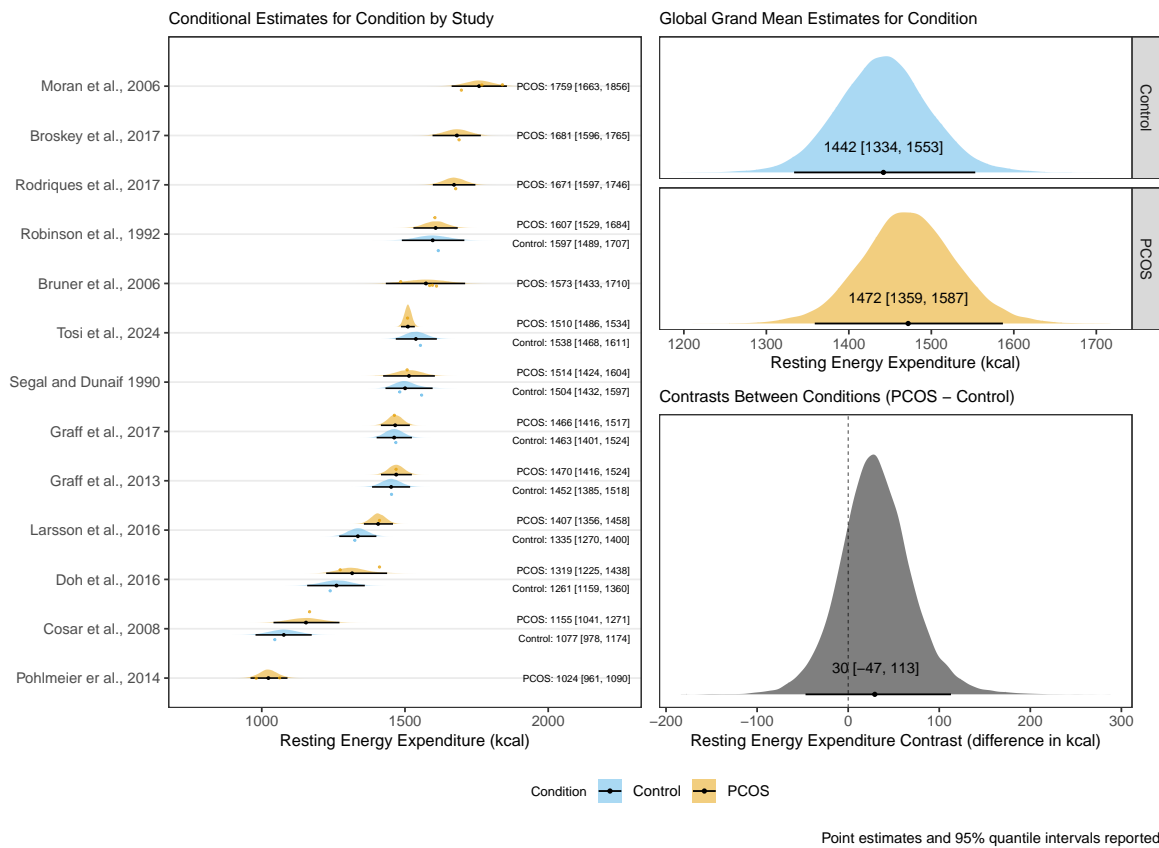 Conditional Estimates for Condition by Study
Moran et al., 2006
PCOS: 1759 [1663, 1856]
Broskey et al., 2017
PCOS: 1681 [1596, 1765]
Rodriques et al., 2017
PCOS: 1671 [1597, 1746]
Robinson et al., 1992
PCOS: 1607 [1529, 1684]
Control: 1597 [1489, 1707]
Bruner et al., 2006
PCOS: 1573 [1433, 1710]
Tosi et al., 2024
PCOS: 1510 [1486, 1534]
Control: 1538 [1468, 1611]
Segal and Dunaif 1990
PCOS: 1514 [1424, 1604]
Control: 1504 [1432, 1597]
Graff et al., 2017
PCOS: 1466 [1416, 1517]
Control: 1463 [1401, 1524]
Graff et al., 2013
PCOS: 1470 [1416, 1524]
Control: 1452 [1385, 1518]
Larsson et al., 2016
PCOS: 1407 [1356, 1458]
Control: 1335 [1270, 1400]
Doh et al., 2016
PCOS: 1319 [1225, 1438]
Control: 1261 [1159, 1360]
Cosar et al., 2008
PCOS: 1155 [1041, 1271]
Control: 1077 [978, 1174]
Pohlmeier er al., 2014
PCOS: 1024 [961, 1090]
1000 1500 2000
Resting Energy Expenditure (kcal)
Global Grand Mean Estimates for Condition
1442 [1334, 1553]
Control
1472 [1359, 1587]
PCOS
1200 1300 1400 1500 1600 1700
Resting Energy Expenditure (kcal)
Contrasts Between Conditions (PCOS − Control)
30 [−47, 113]
−200 −100 0 100 200 300
Resting Energy Expenditure Contrast (difference in kcal)
Condition Control PCOS
Point estimates and 95% quantile intervals reported